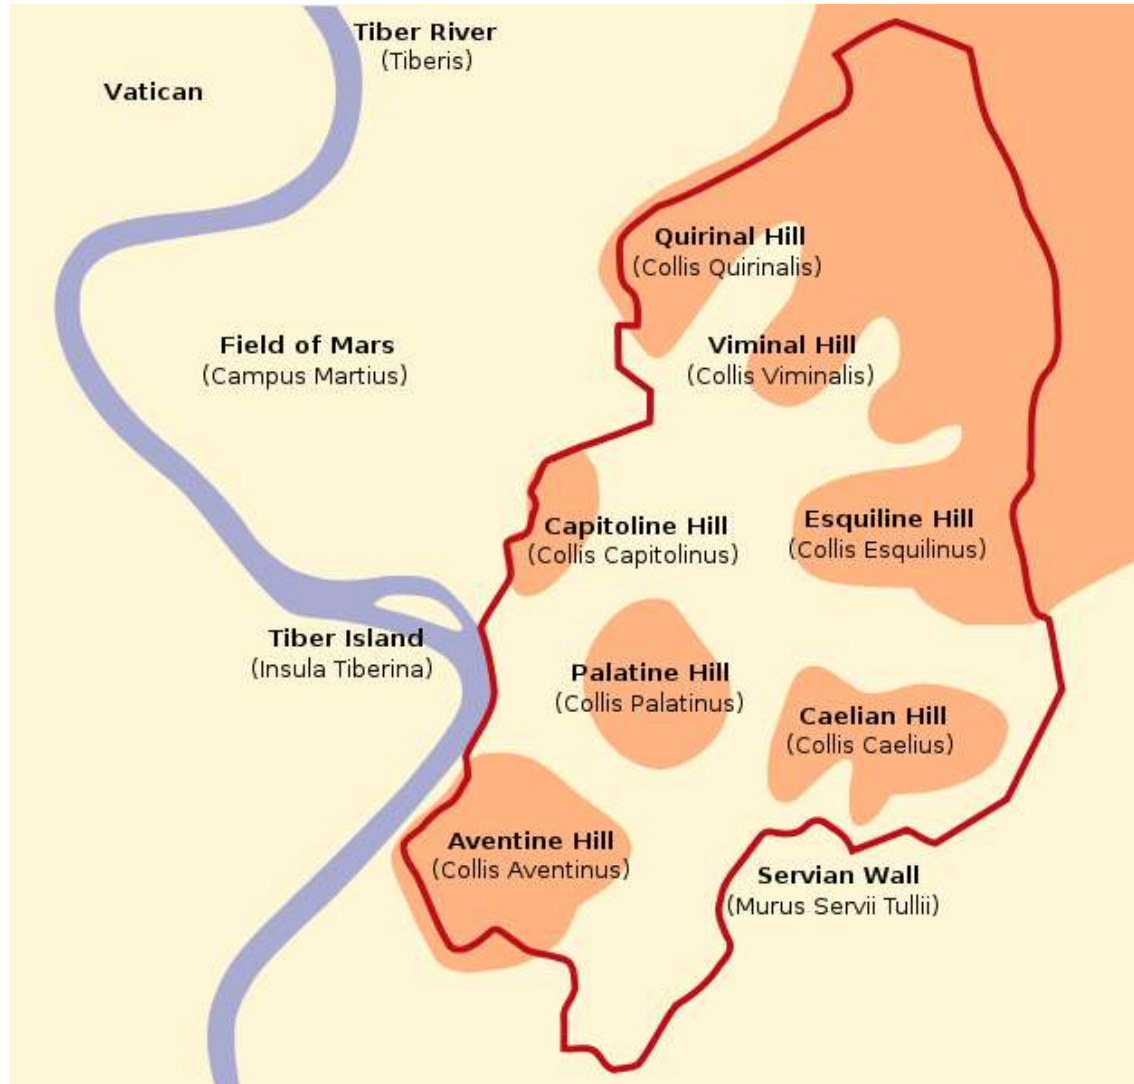 Tiber River
(Tiberis)
Vatican
Quirinal Hill
(Collis Quirinalis)
Field of Mars
(Campus Martius)
Viminal Hill
(Collis Viminalis)
Capitoline Hill
(Collis Capitolinus)
Esquiline Hill
(Collis Esquilinus)
Tiber Island
(Insula Tiberina)
Palatine Hill
(Collis Palatinus)
Caelian Hill
(Collis Caelius)
Aventine Hill
(Collis Aventinus)
Servian Wall
(Murus Servii Tullii)